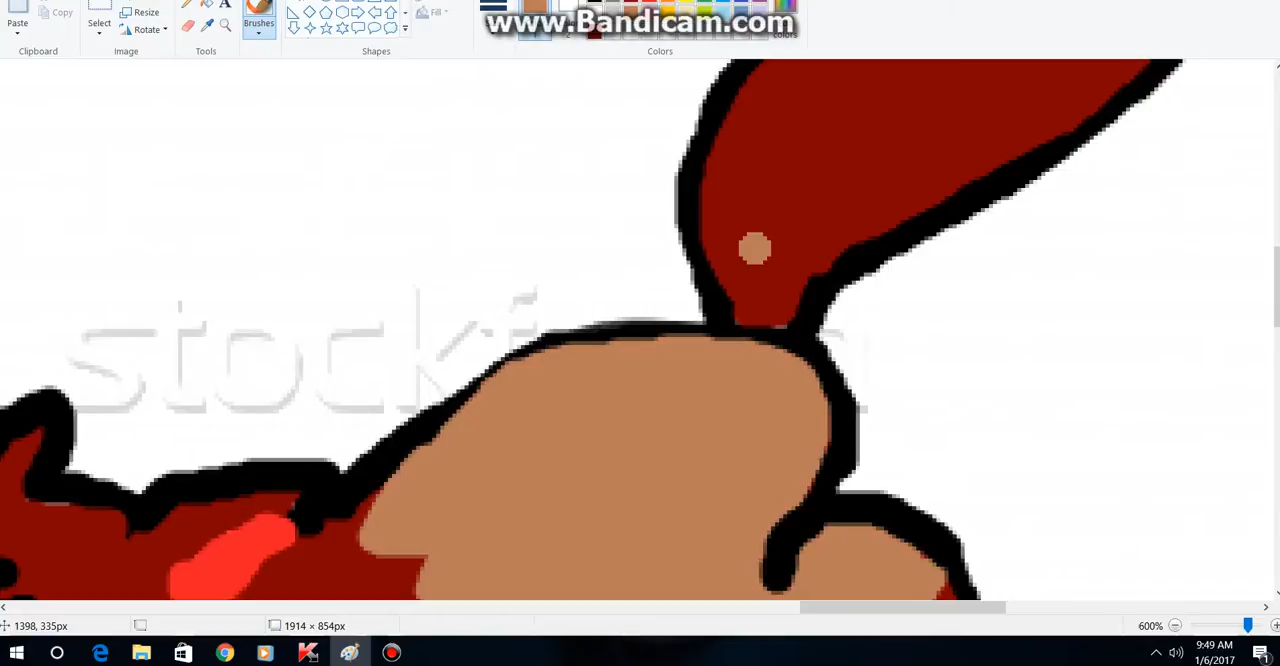 www.Bandicam.com
Paste
Copy
Select
Resize
Rotate
Brushes
Fill
Clipboard
Image
Tools
Shapes
Colors
1398, 335px
1914 × 854px
600%
9:49 AM
1/6/2017